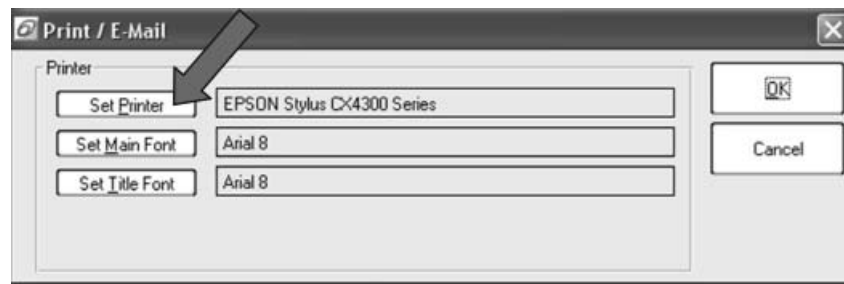 Print / E-Mail
Printer
Set Printer EPSON Stylus CX4300 Series
OK
Set Main Font Arial 8
Cancel
Set Title Font Arial 8